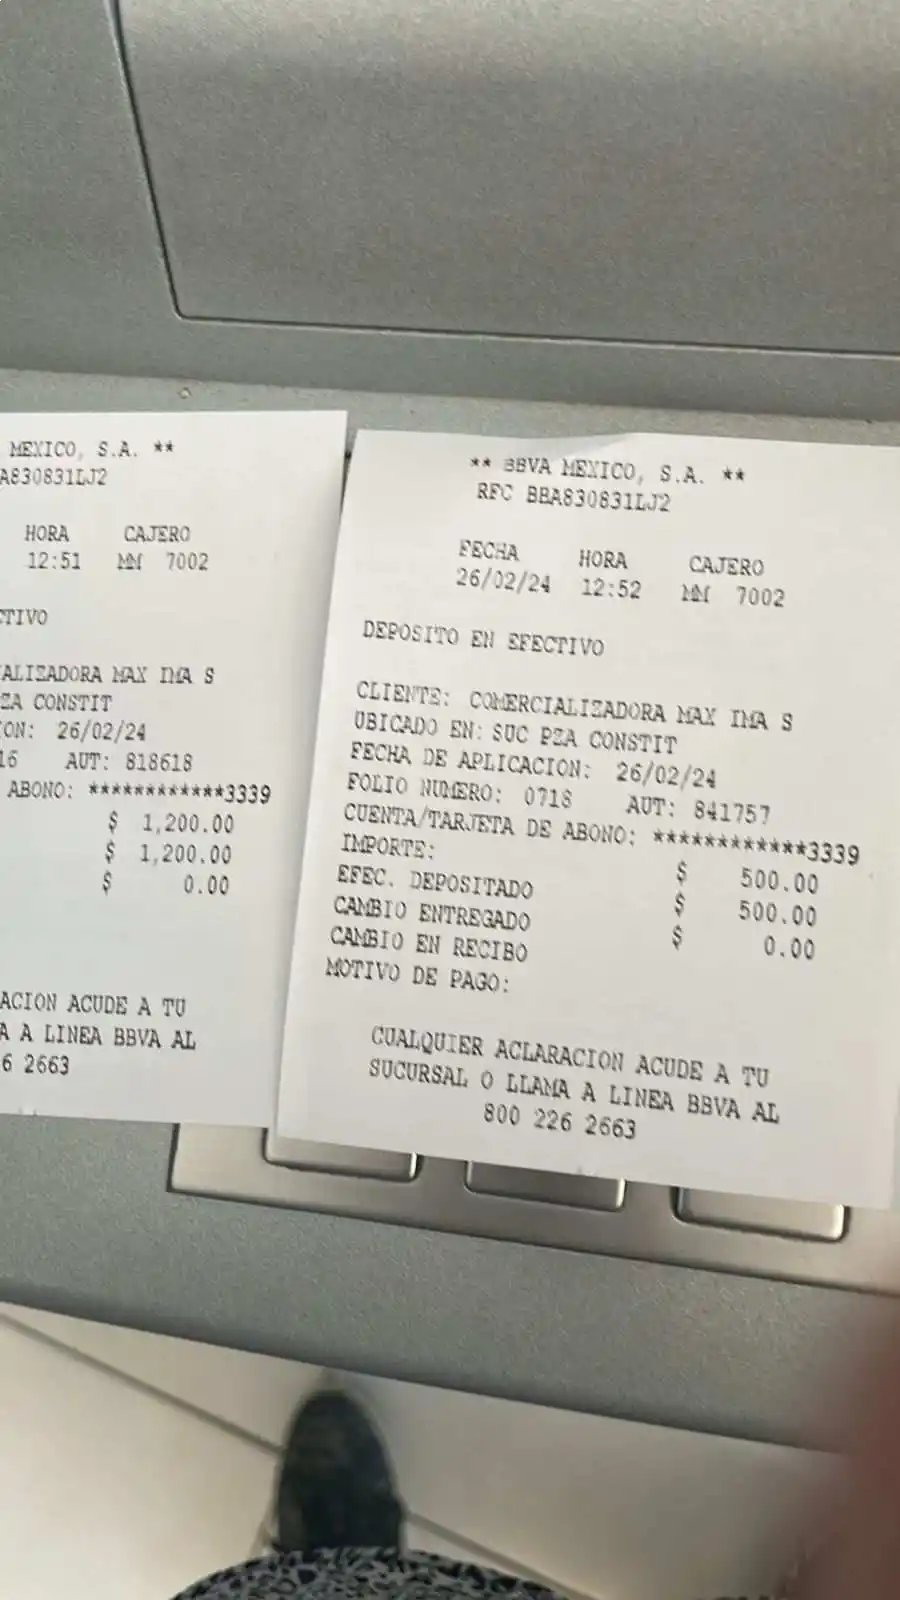 MEXICO, S.A. **
A830831LJ2
HORA CAJERO
12:51 MM 7002
CTIVO
IALIZADORA MAX IMA S
ZA CONSTIT
ON: 26/02/24
16 AUT: 818618
ABONO: ************3339
$ 1,200.00
$ 1,200.00
$ 0.00
ACION ACUDE A TU
A A LINEA BBVA AL
6 2663
** BBVA MEXICO, S.A. **
RFC BBA830831LJ2
FECHA HORA CAJERO
26/02/24 12:52 MM 7002
DEPOSITO EN EFECTIVO
CLIENTE: COMERCIALIZADORA MAX IMA S
UBICADO EN: SUC PZA CONSTIT
FECHA DE APLICACION: 26/02/24
FOLIO NUMERO: 0718 AUT: 841757
CUENTA/TARJETA DE ABONO: ************3339
IMPORTE: $ 500.00
EFEC. DEPOSITADO $ 500.00
CAMBIO ENTREGADO $ 0.00
CAMBIO EN RECIBO
MOTIVO DE PAGO:
CUALQUIER ACLARACION ACUDE A TU
SUCURSAL O LLAMA A LINEA BBVA AL
800 226 2663